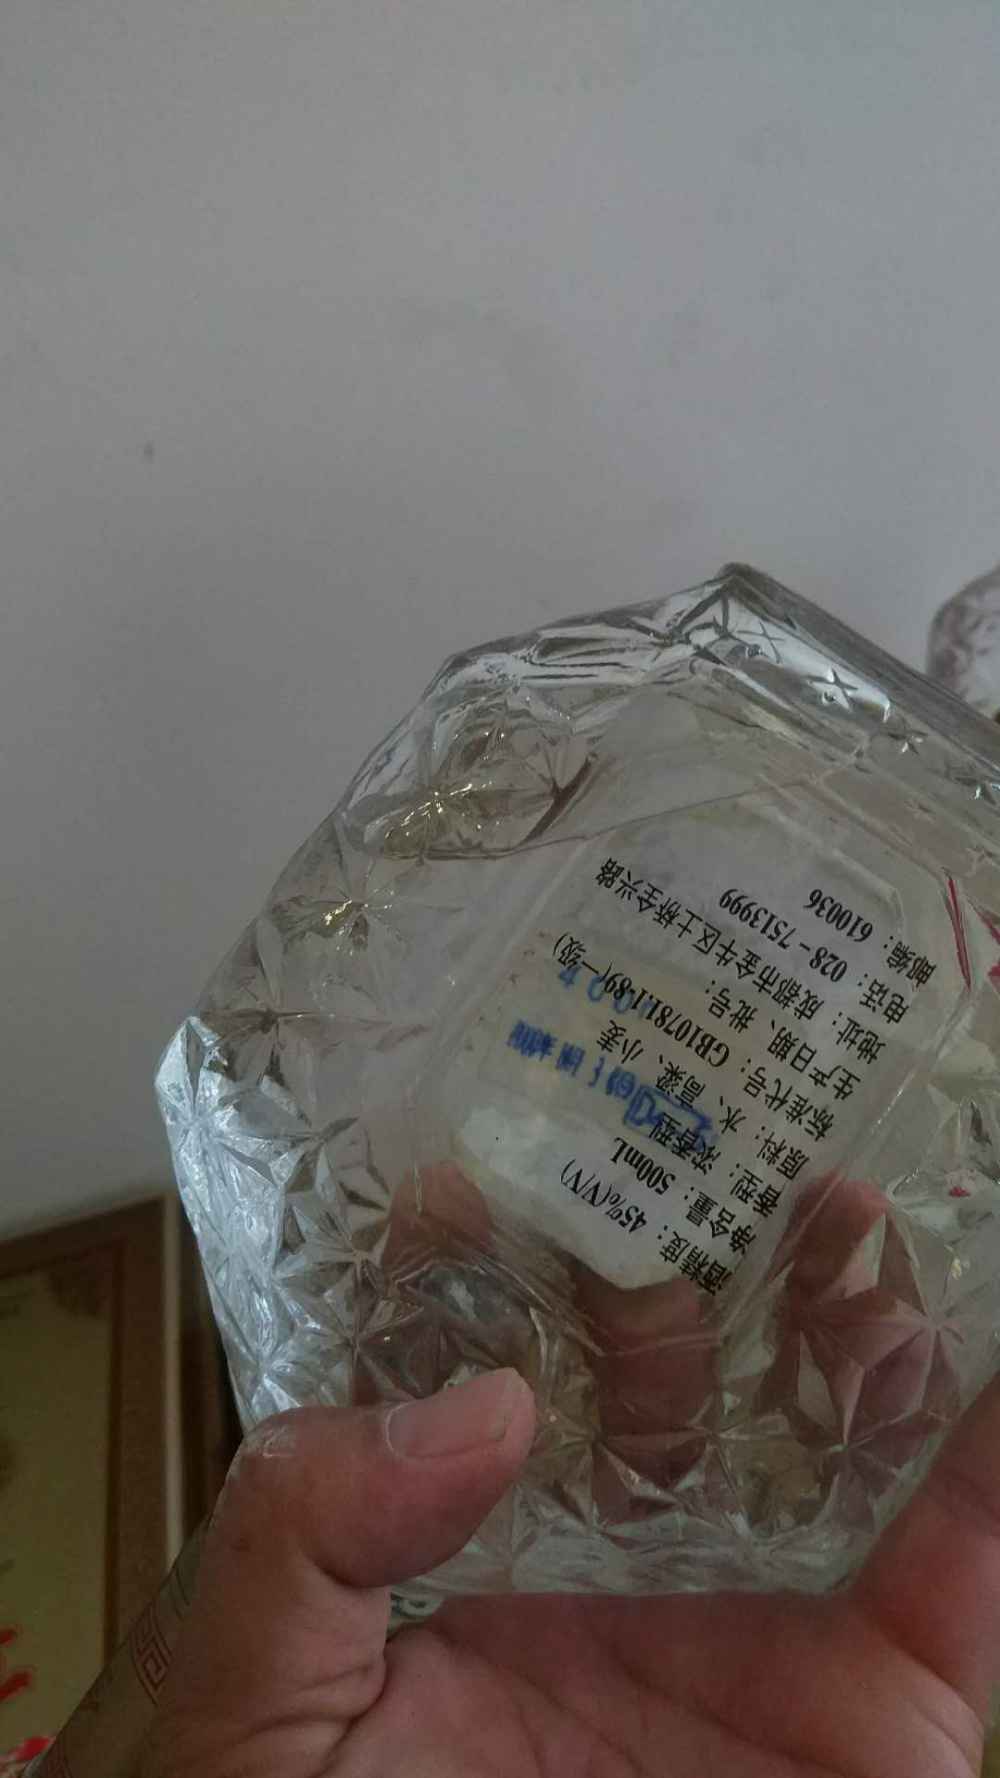 酒精度：45%(V/V)
净含量：500mL
香型：浓香型
原料：水、高粱、小麦
标准代号：GB10781.1-89(一级)
生产日期、批号：
地址：成都市金牛区土桥全兴路
电话：028-7513999
邮编：610036